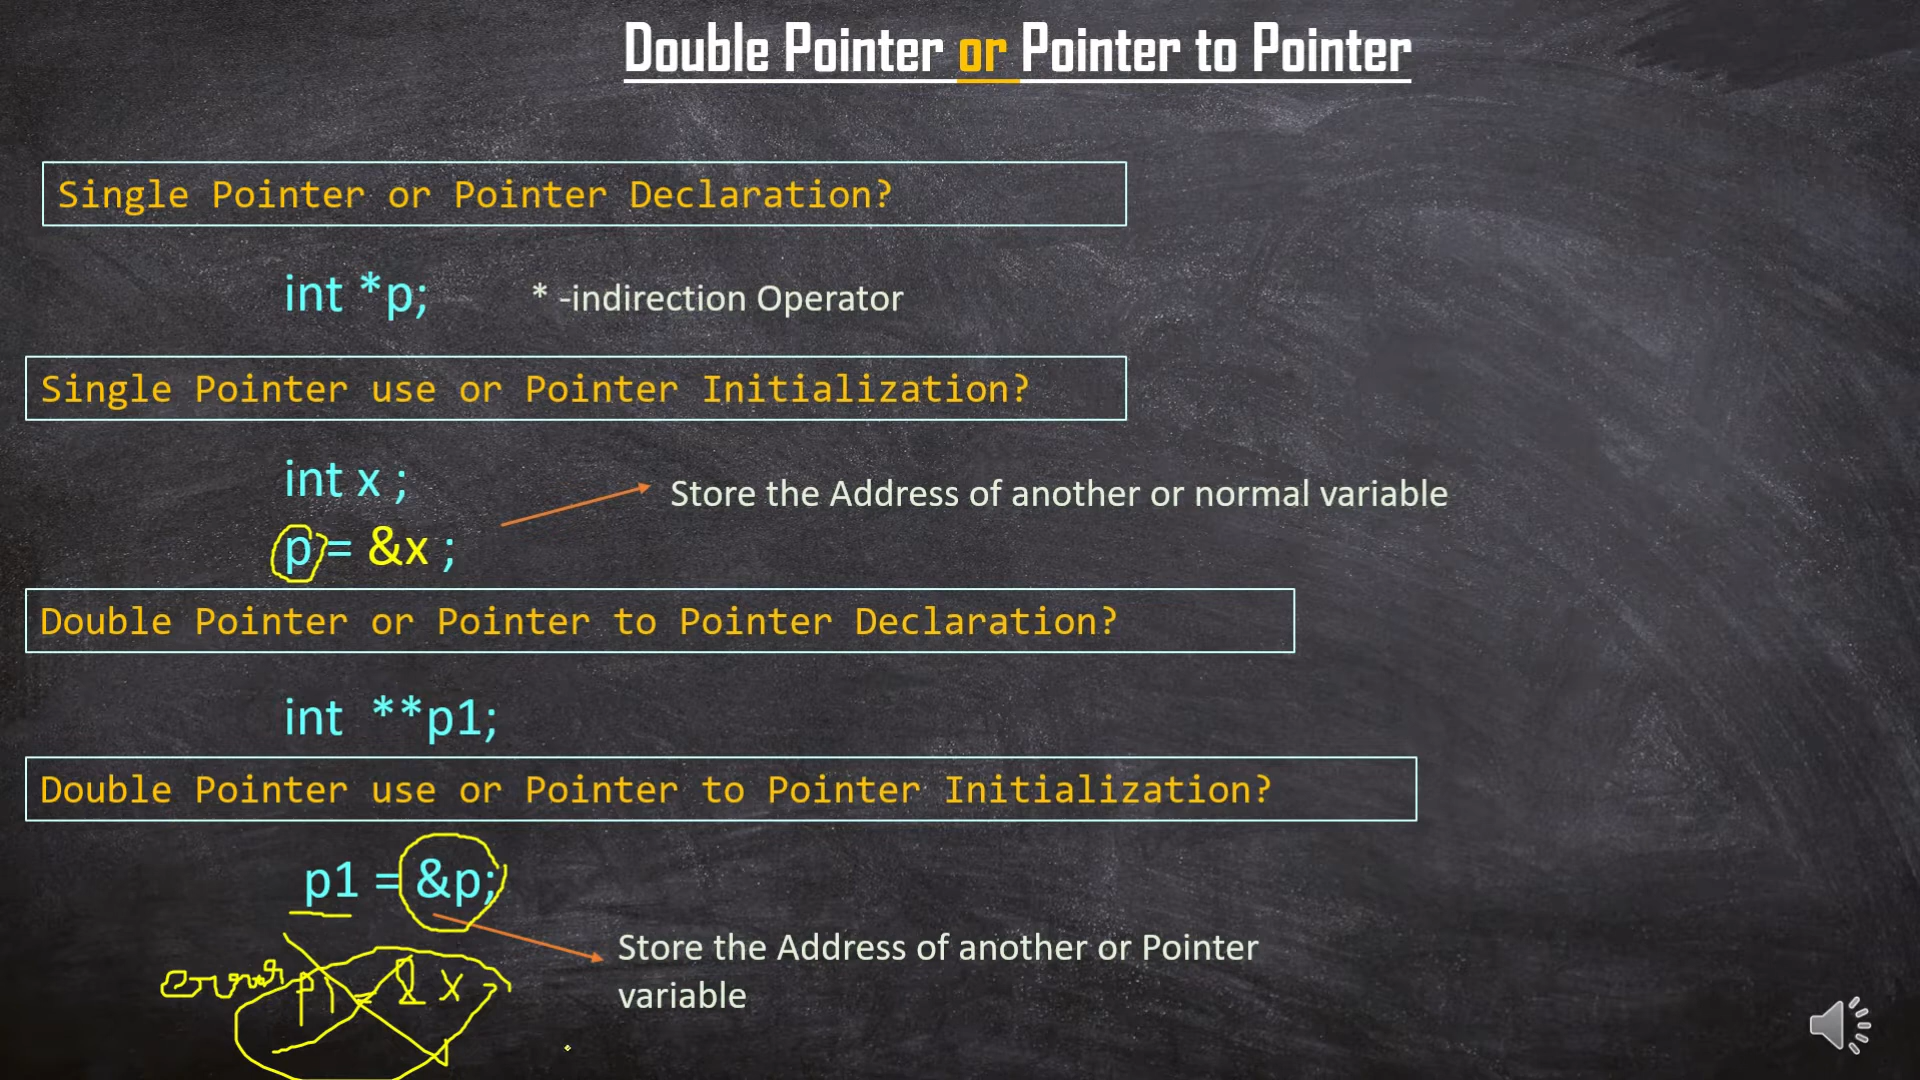 Double Pointer or Pointer to Pointer
Single Pointer or Pointer Declaration?
int *p; * -indirection Operator
Single Pointer use or Pointer Initialization?
int x ;
Store the Address of another or normal variable
p = &x ;
Double Pointer or Pointer to Pointer Declaration?
int **p1;
Double Pointer use or Pointer to Pointer Initialization?
p1 = &p;
Store the Address of another or Pointer
variable
p1 = & x